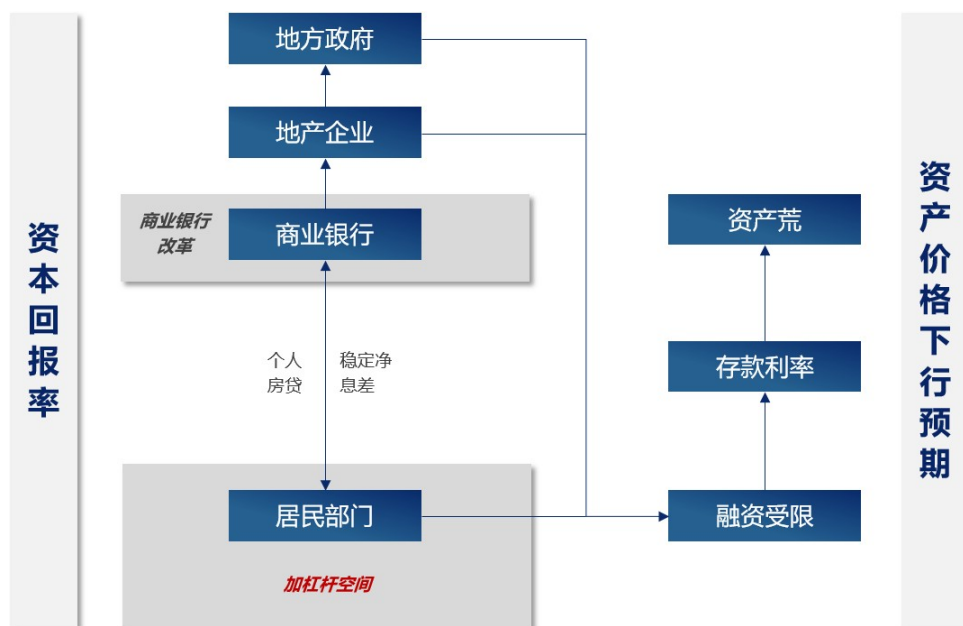 资本回报率
地方政府
地产企业
商业银行
改革
商业银行
个人
房贷
稳定净
息差
居民部门
加杠杆空间
资产荒
存款利率
融资受限
资产价格下行预期